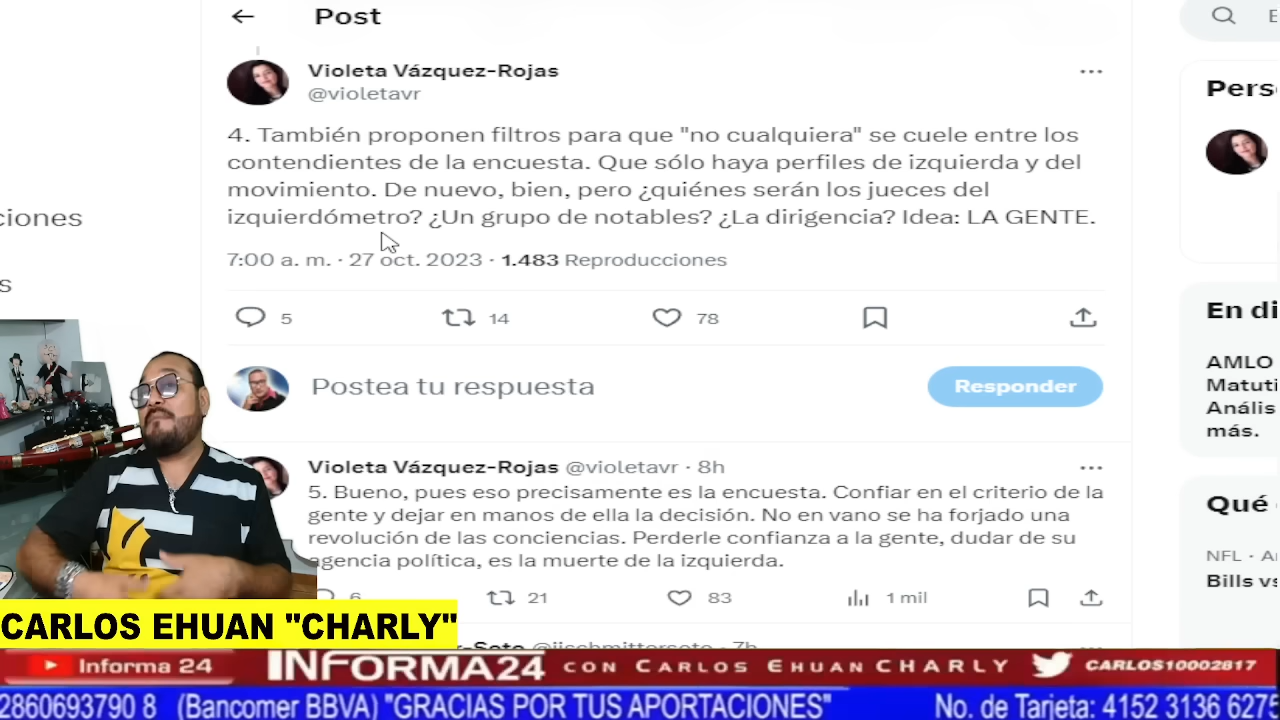 Post
Violeta Vázquez-Rojas
@violetavr
4. También proponen filtros para que "no cualquiera" se cuele entre los
contendientes de la encuesta. Que sólo haya perfiles de izquierda y del
movimiento. De nuevo, bien, pero ¿quiénes serán los jueces del
izquierdómetro? ¿Un grupo de notables? ¿La dirigencia? Idea: LA GENTE.
7:00 a. m. · 27 oct. 2023 · 1.483 Reproducciones
5 14 78
Postea tu respuesta
Responder
Violeta Vázquez-Rojas @violetavr · 8h
5. Bueno, pues eso precisamente es la encuesta. Confiar en el criterio de la
gente y dejar en manos de ella la decisión. No en vano se ha forjado una
revolución de las conciencias. Perderle confianza a la gente, dudar de su
agencia política, es la muerte de la izquierda.
6 21 83 1 mil
ciones
s
E
Pers
En di
AMLO
Matuti
Anális
más.
Qué
NFL · A
Bills vs
CARLOS EHUAN "CHARLY"
Informa 24
INFORMA24 CON CARLOS EHUAN CHARLY
CARLOS10002817
2860693790 8 (Bancomer BBVA) "GRACIAS POR TUS APORTACIONES"
No. de Tarjeta: 4152 3136 6275